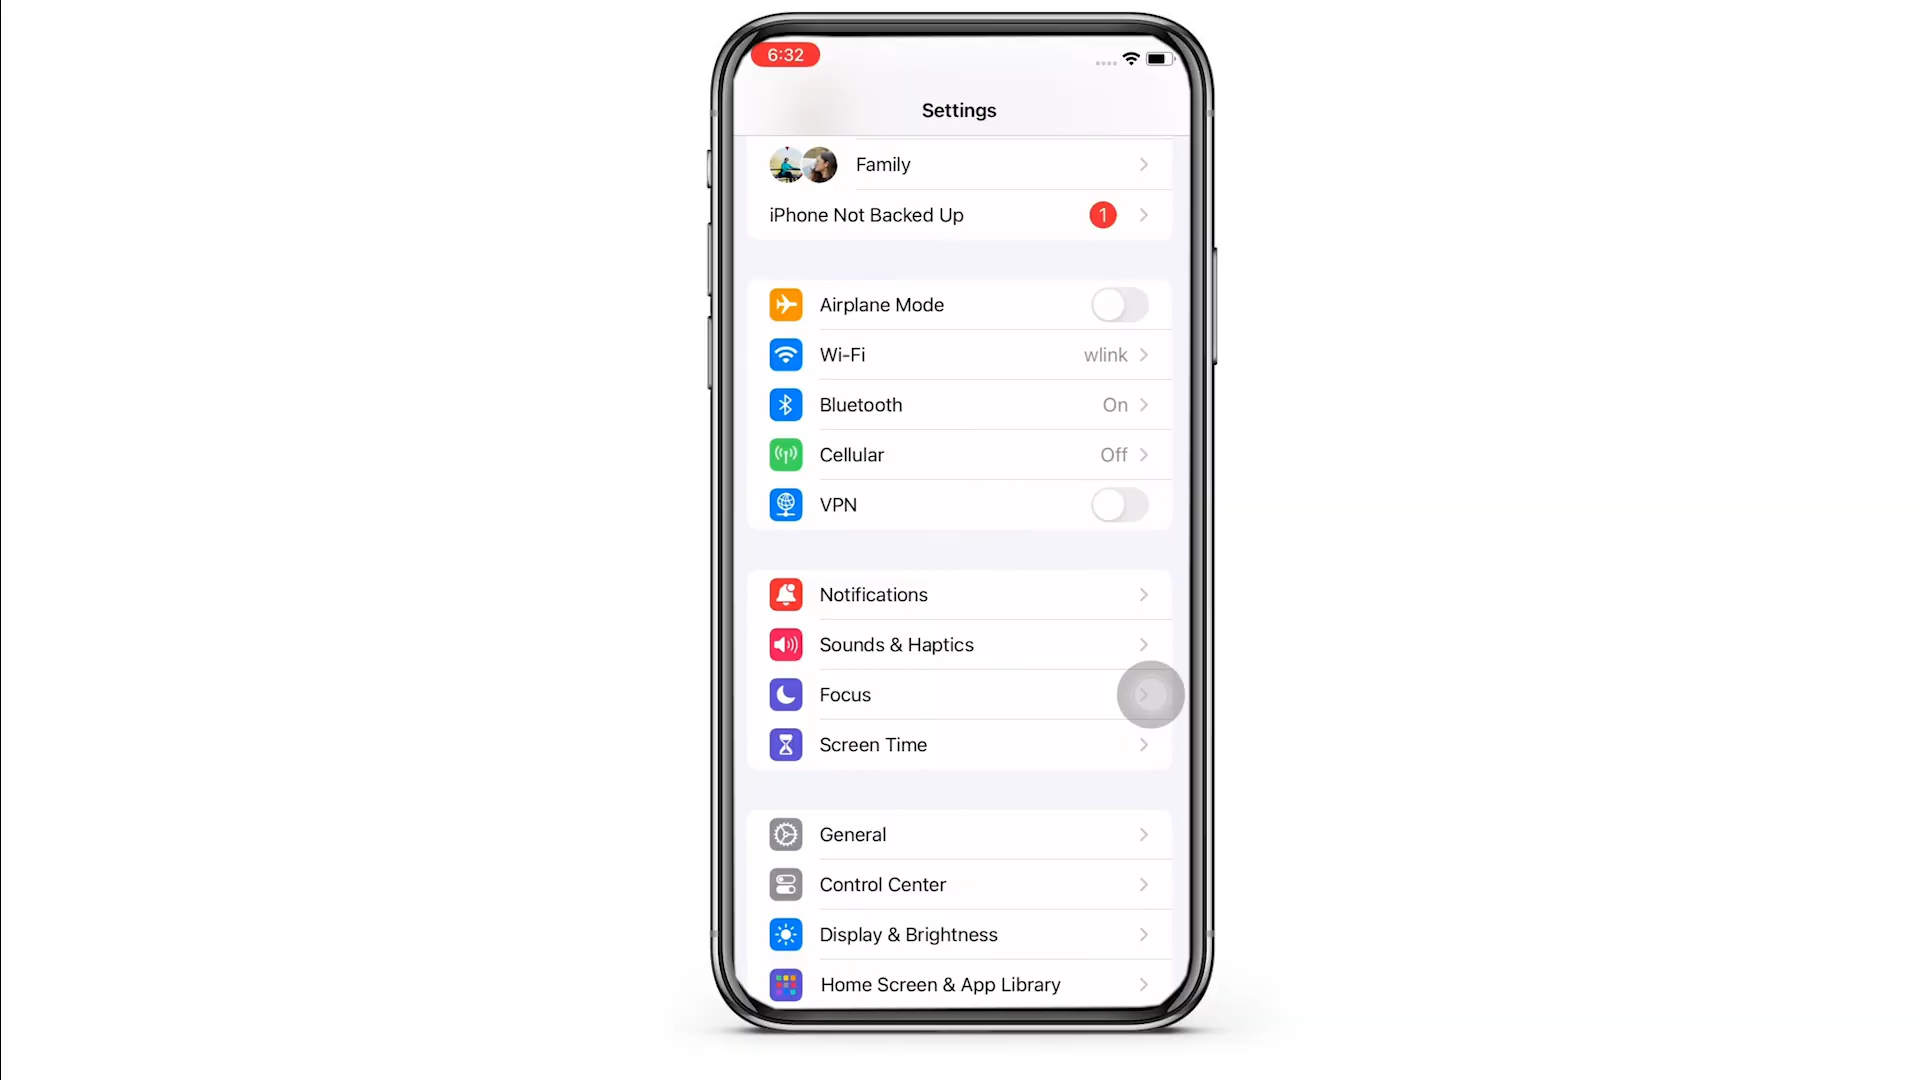 6:32
Settings
Family
iPhone Not Backed Up 1
Airplane Mode
Wi-Fi wlink
Bluetooth On
Cellular Off
VPN
Notifications
Sounds & Haptics
Focus
Screen Time
General
Control Center
Display & Brightness
Home Screen & App Library